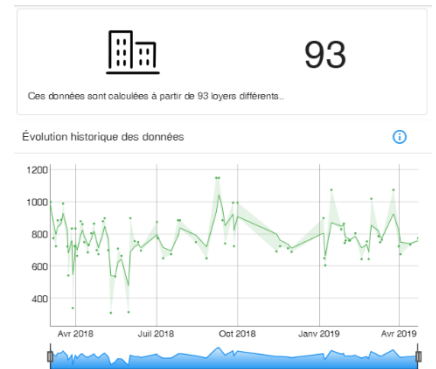 93
Ces données sont calculées à partir de 93 loyers différents..
Évolution historique des données
1200
1000
800
600
400
Avr 2018 Juil 2018 Oct 2018 Janv 2019 Avr 2019